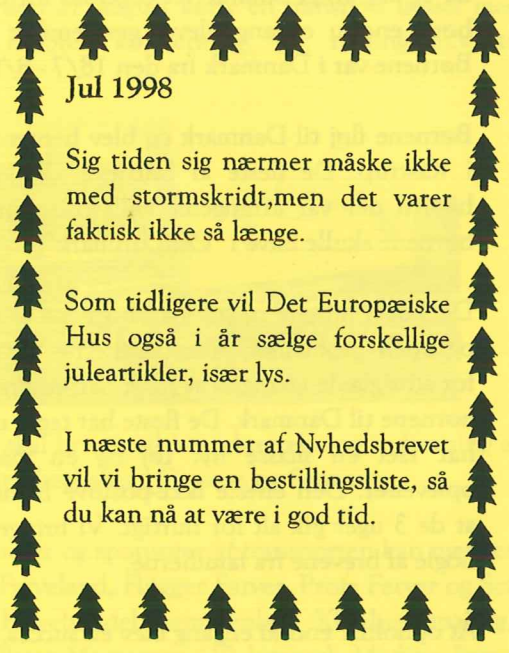 Jul 1998
Sig tiden sig nærmer måske ikke
med stormskridt,men det varer
faktisk ikke så længe.
Som tidligere vil Det Europæiske
Hus også i år sælge forskellige
juleartikler, især lys.
I næste nummer af Nyhedsbrevet
vil vi bringe en bestillingsliste, så
du kan nå at være i god tid.